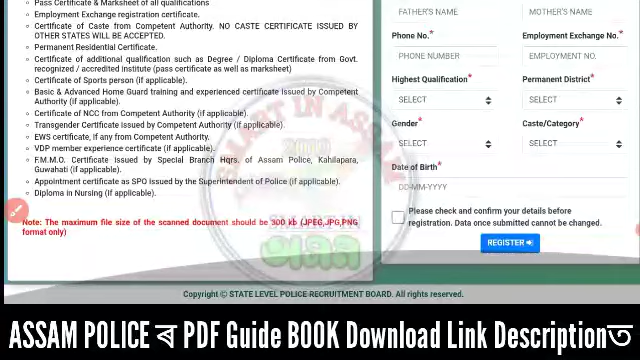 Pass Certificate & Marksheet of all qualifications
Employment Exchange registration certificate.
Certificate of Caste from Competent Authority. NO CASTE CERTIFICATE ISSUED BY
OTHER STATES WILL BE ACCEPTED.
Permanent Residential Certificate.
Certificate of additional qualification such as Degree / Diploma Certificate from Govt.
recognized / accredited institute (pass certificate as well as marksheet)
Certificate of Sports person (if applicable).
Basic & Advanced Home Guard training and experienced certificate issued by Competent
Authority (if applicable).
Certificate of NCC from Competent Authority (if applicable).
Transgender Certificate issued by Competent Authority (if applicable).
EWS certificate, if any from Competent Authority.
VDP member experience certificate (if applicable).
F.M.M.O. Certificate issued by Special Branch Hqrs. of Assam Police, Kahilapara,
Guwahati (if applicable).
Appointment certificate as SPO issued by the Superintendent of Police (if applicable).
Diploma in Nursing (if applicable).
Note: The maximum file size of the scanned document should be 300 kb (JPEG,JPG,PNG
format only)
FATHER'S NAME MOTHER'S NAME
Phone No.* Employment Exchange No.*
PHONE NUMBER EMPLOYMENT NO.
Highest Qualification* Permanent District*
SELECT SELECT
Gender* Caste/Category*
SELECT SELECT
Date of Birth*
DD-MM-YYYY
Please check and confirm your details before
registration. Data once submitted cannot be changed.
REGISTER
SMART IN ASSAM
2019
SMART IN
অসম
Copyright © STATE LEVEL POLICE RECRUITMENT BOARD. All rights reserved.
ASSAM POLICE ৰ PDF Guide BOOK Download Link Descriptionত